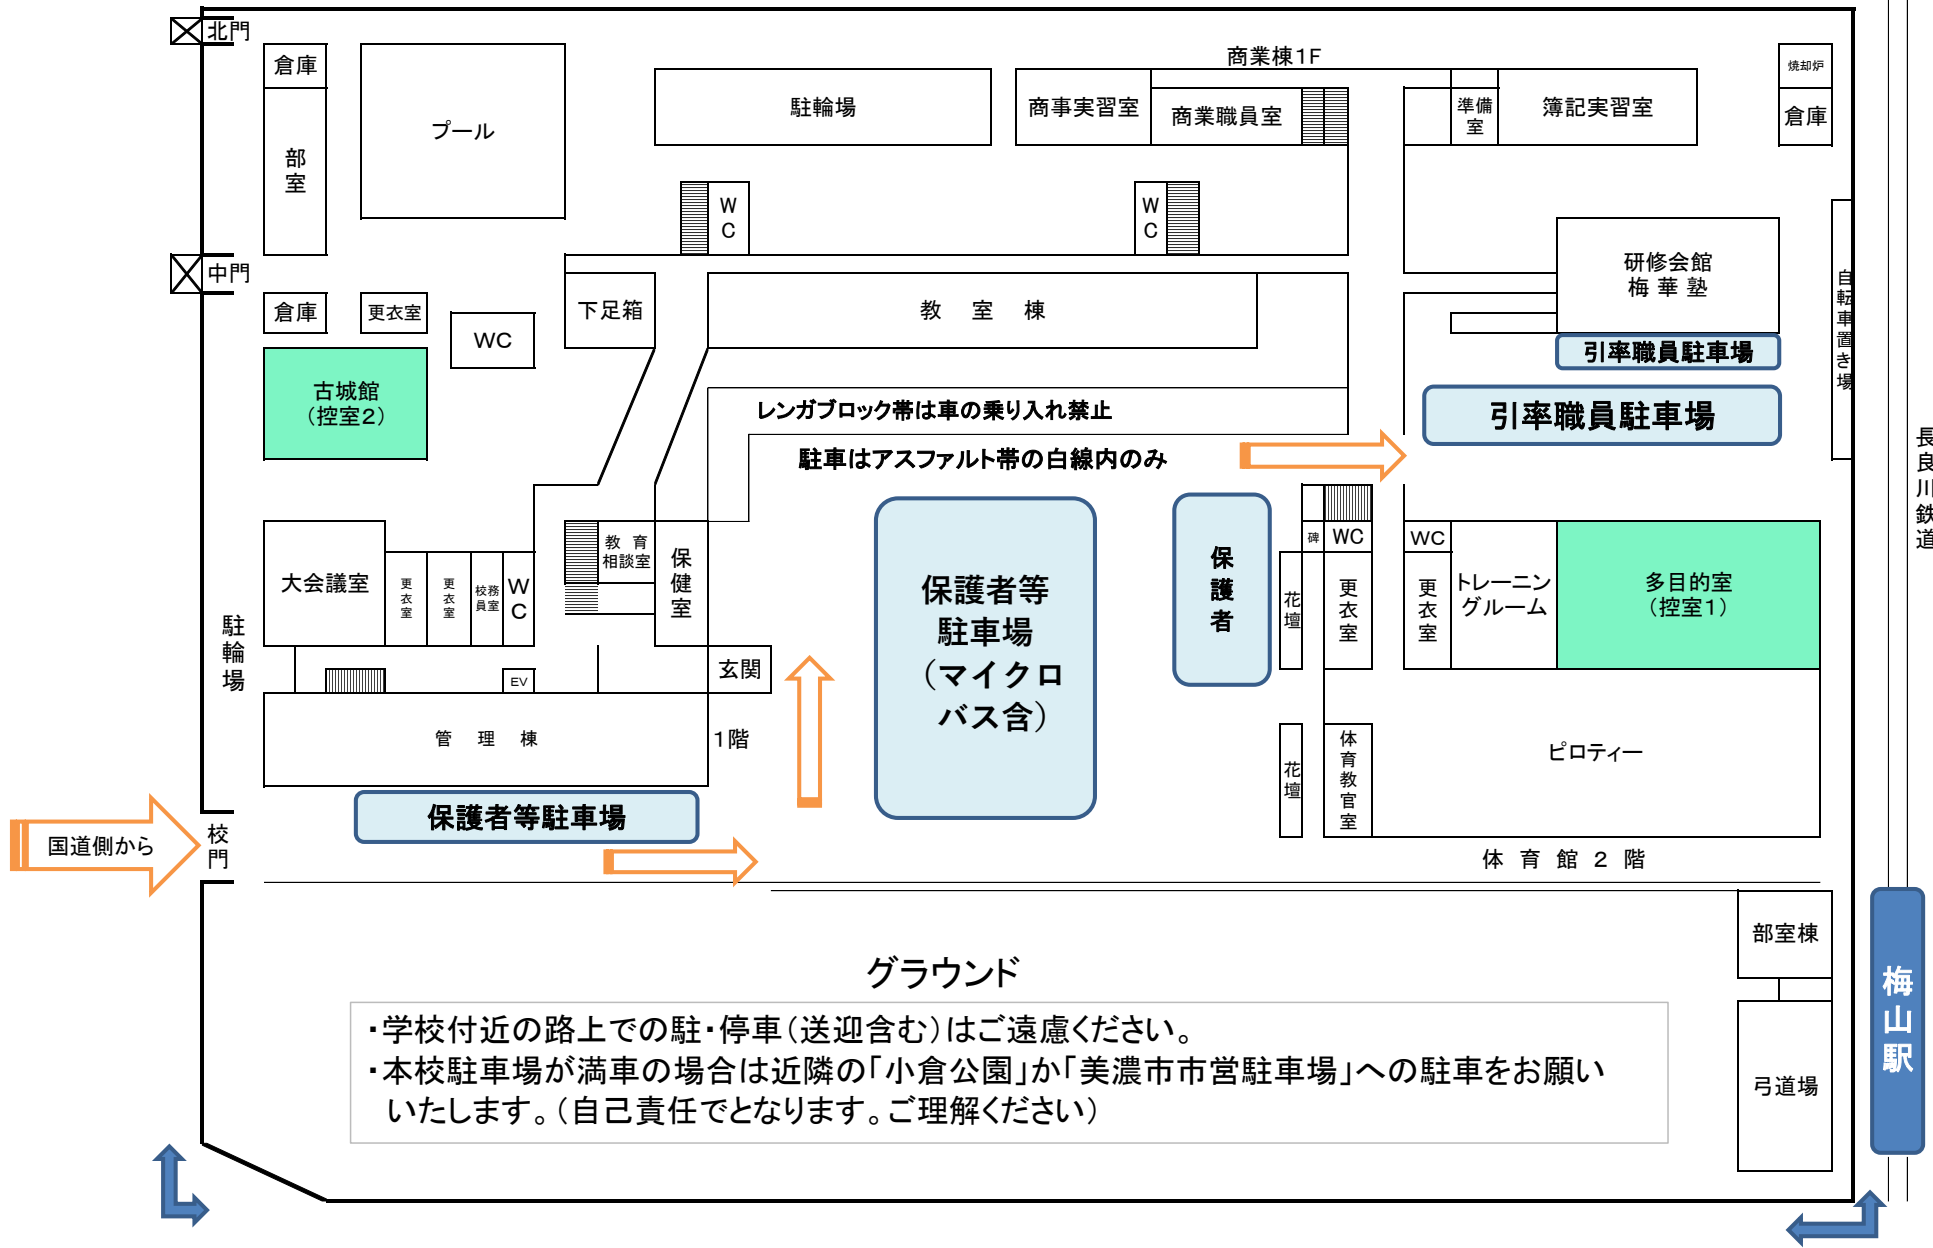 北門
商業棟1F
倉庫
プール
駐輪場
商事実習室
商業職員室
準備
室
簿記実習室
焼却炉
倉庫
部室
WC
WC
中門
研修会館
梅華塾
自転車置き場
倉庫
更衣室
WC
下足箱
教室棟
引率職員駐車場
古城館
(控室2)
レンガブロック帯は車の乗り入れ禁止
引率職員駐車場
駐車はアスファルト帯の白線内のみ
長良川鉄道
大会議室
更衣室
更衣室
校務
員室
WC
教育
相談室
保健室
保護者等
駐車場
(マイクロ
バス含)
保護者
碑
WC
WC
花壇
更衣室
更衣室
トレーニン
グルーム
多目的室
(控室1)
駐輪場
EV
玄関
管理棟
1階
花壇
体育教官室
ピロティー
保護者等駐車場
国道側から
校門
体育館2階
部室棟
グラウンド
梅山駅
・学校付近の路上での駐・停車(送迎含む)はご遠慮ください。
・本校駐車場が満車の場合は近隣の「小倉公園」か「美濃市市営駐車場」への駐車をお願い
いたします。(自己責任でとなります。ご理解ください)
弓道場